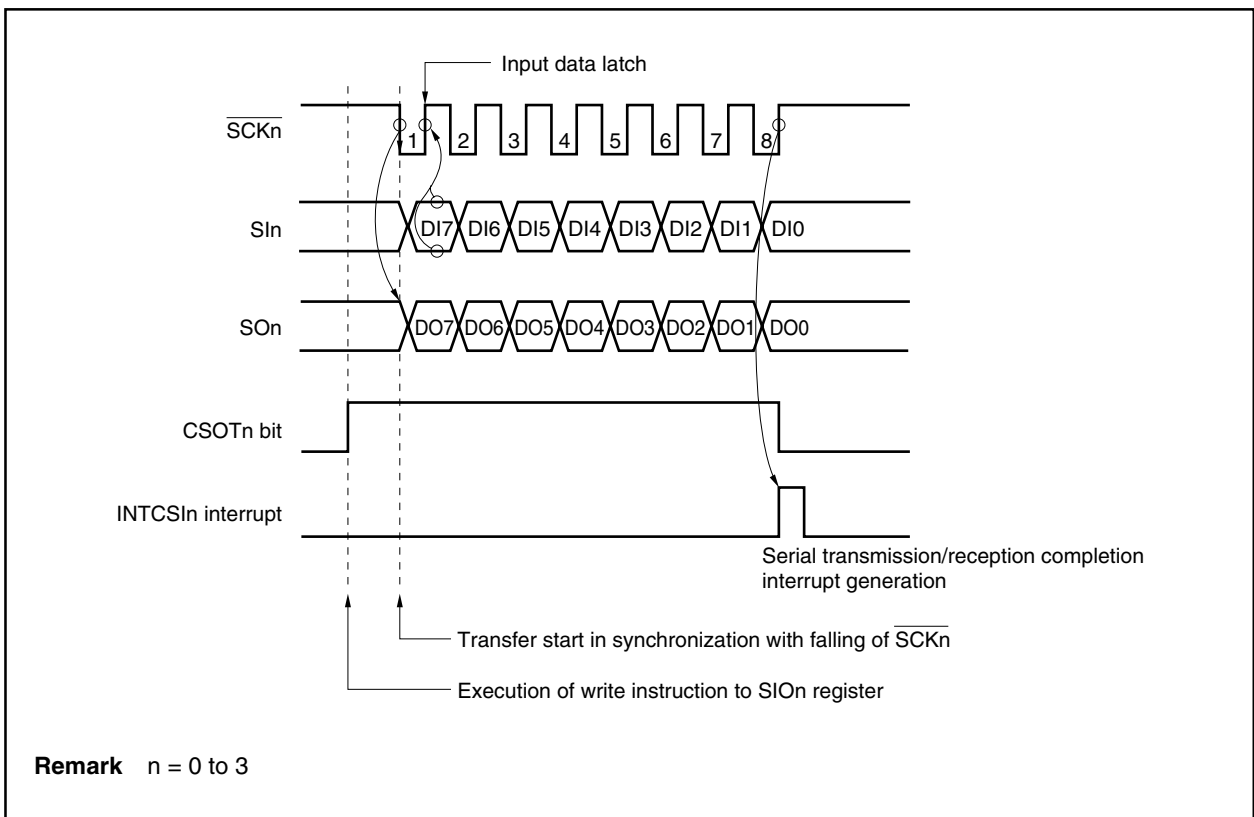 Input data latch
SCKn
1 2 3 4 5 6 7 8
SIn
DI7 DI6 DI5 DI4 DI3 DI2 DI1 DI0
SOn
DO7 DO6 DO5 DO4 DO3 DO2 DO1 DO0
CSOTn bit
INTCSIn interrupt
Serial transmission/reception completion
interrupt generation
Transfer start in synchronization with falling of SCKn
Execution of write instruction to SIOn register
Remark n = 0 to 3